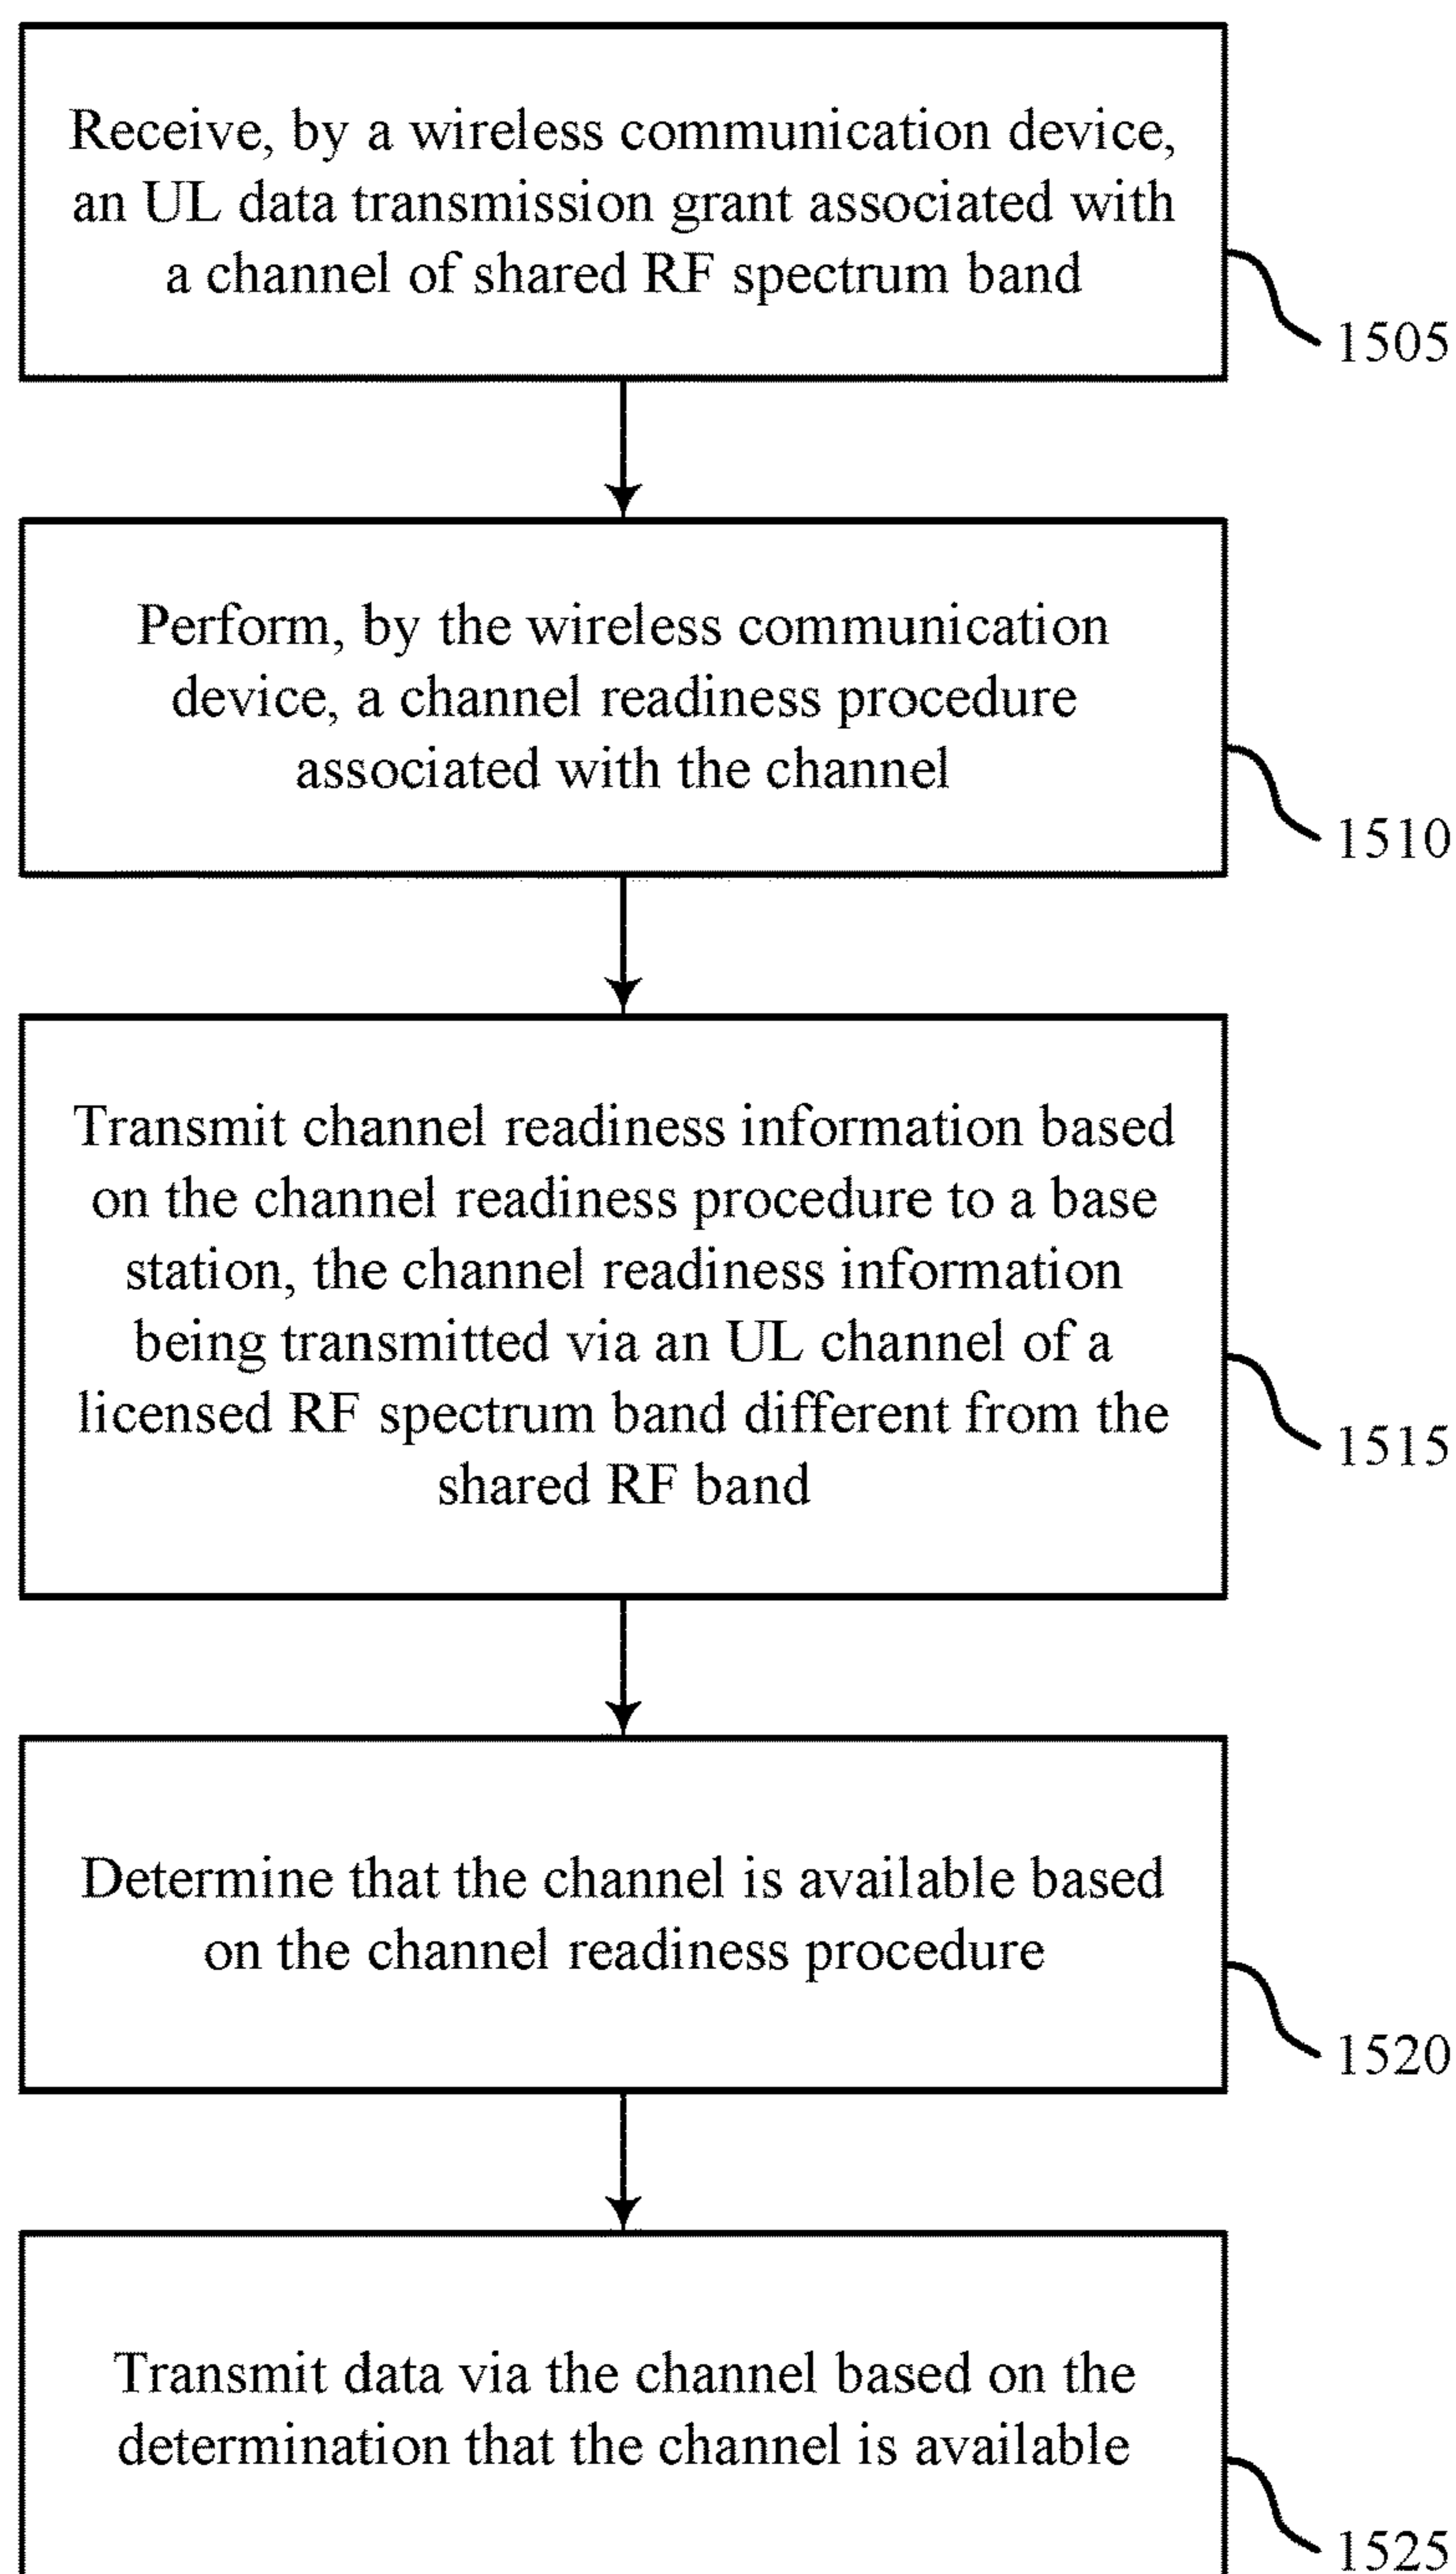 Receive, by a wireless communication device,
an UL data transmission grant associated with
a channel of shared RF spectrum band
1505
Perform, by the wireless communication
device, a channel readiness procedure
associated with the channel
1510
Transmit channel readiness information based
on the channel readiness procedure to a base
station, the channel readiness information
being transmitted via an UL channel of a
licensed RF spectrum band different from the
shared RF band
1515
Determine that the channel is available based
on the channel readiness procedure
1520
Transmit data via the channel based on the
determination that the channel is available
1525